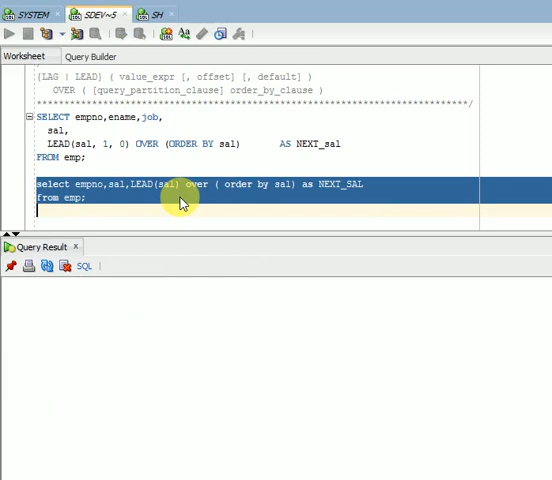 SYSTEM SDEV~5 SH
Worksheet Query Builder
{LAG | LEAD} ( value_expr [, offset] [, default] )
OVER ( [query_partition_clause] order_by_clause )
******************************************************************************/
SELECT empno,ename,job,
sal,
LEAD(sal, 1, 0) OVER (ORDER BY sal) AS NEXT_sal
FROM emp;
select empno,sal,LEAD(sal) over ( order by sal) as NEXT_SAL
from emp;
Query Result x
SQL |